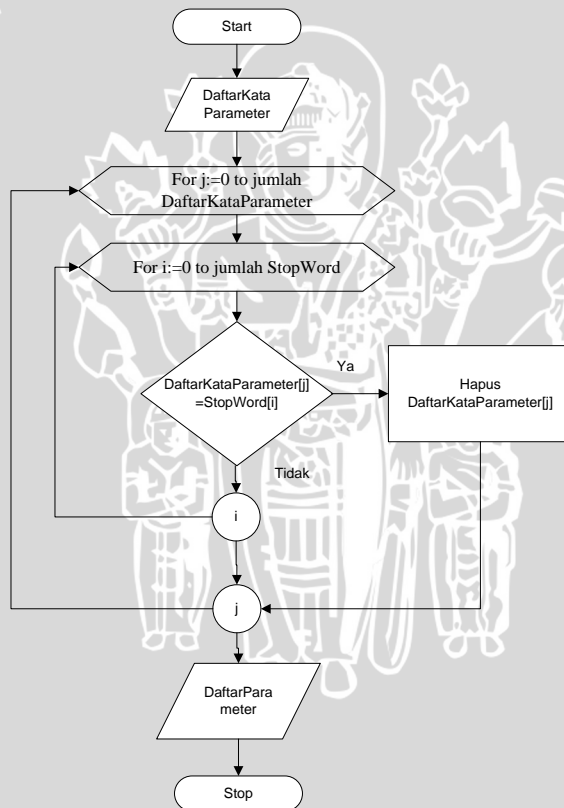 Start
DaftarKata
Parameter
For j:=0 to jumlah
DaftarKataParameter
For i:=0 to jumlah StopWord
DaftarKataParameter[j]
=StopWord[i]
Ya
Hapus
DaftarKataParameter[j]
Tidak
i
j
DaftarPara
meter
Stop